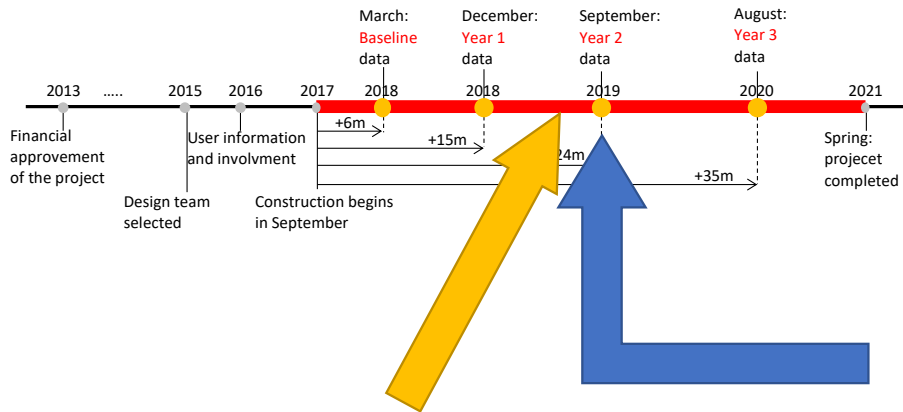 March:
Baseline
data
December:
Year 1
data
September:
Year 2
data
August:
Year 3
data
2013 ..... 2015 2016 2017 2018 2018 2019 2020 2021
+6m
+15m
24m
+35m
Financial
approvement
of the project
Design team
selected
User information
and involvment
Construction begins
in September
Spring:
projecet
completed